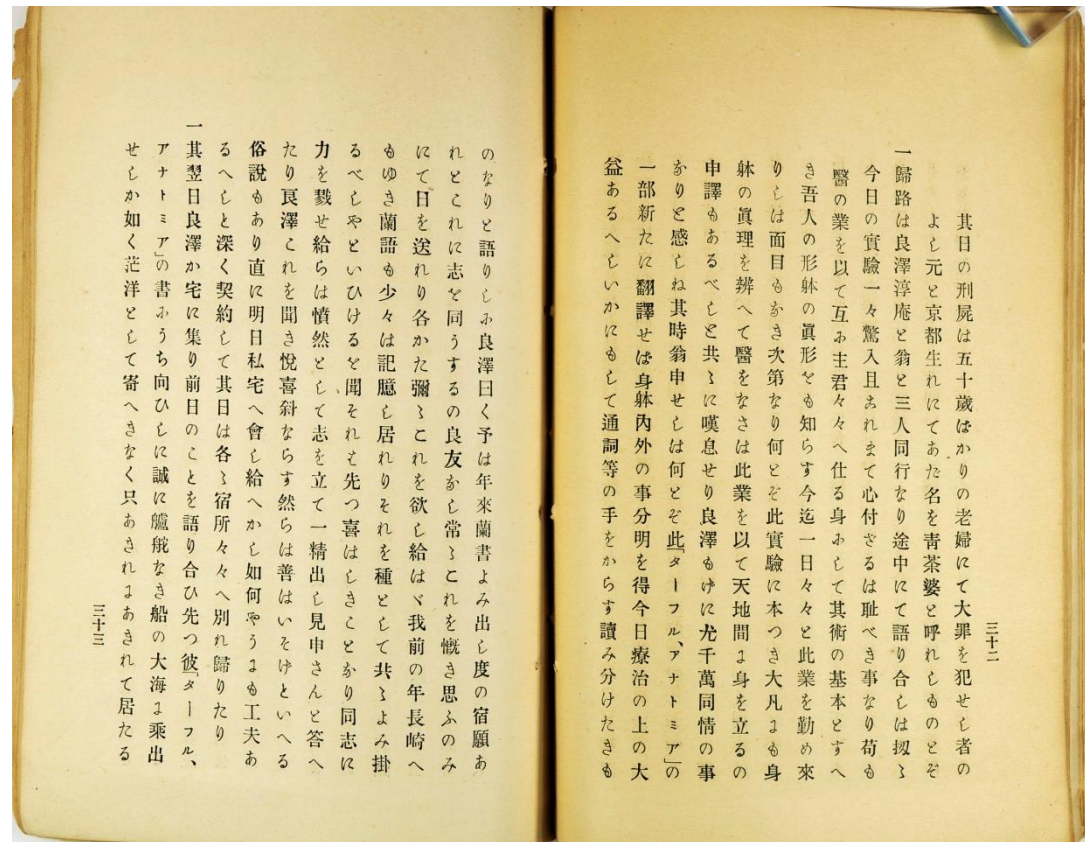 其日の刑屍は五十歳ばかりの老婦にて大罪を犯せし者の
よし元と京都生れにてあだ名を青茶婆と呼れしものとぞ
一歸路は良澤淳庵と翁と三人同行なり途中にて語り合しは扨〻
今日の實驗一々驚入且これまて心付さるは耻べき事なり苟も
醫の業を以て互に主君々々へ仕る身にして其術の基本とすへ
き吾人の形躰の眞形をも知らす今迄一日々々と此業を勤め來
りしは面目もなき次第なり何とぞ此實驗に本つき大凡にも身
躰の眞理を辨へて醫をなさは此業を以て天地間に身を立るの
申譯もあるべしと共〻に嘆息せり良澤もけに尤千萬同情の事
なりと感しね其時翁申せしは何とぞ此「ターフル、アナトミア」の
一部新たに翻譯せば身躰內外の事分明を得今日療治の上の大
益あるへしいかにもして通詞等の手をからす讀み分けたきも
三十二
のなりと語りしに良澤曰く予は年來蘭書よみ出し度の宿願あ
れとこれに志を同うするの良友なし常〻これを慨き思ふのみ
にて日を送れり各かた彌〻これを欲し給はヾ我前の年長崎へ
もゆき蘭語も少々は記臆し居れりそれを種として共〻よみ掛
るべしやといひけるを聞それも先つ喜はしきことなり同志に
力を戮せ給らは憤然として志を立て一精出し見申さんと答へ
たり良澤これを聞き悅喜斜ならす然らは善はいそけといへる
俗說もあり直に明日私宅へ會し給へかし如何やうにも工夫あ
るへしと深く契約して其日は各〻宿所々々へ別れ歸りたり
一其翌日良澤か宅に集り前日のことを語り合ひ先つ彼「ターフル、
アナトミア」の書にうち向ひしに誠に艫舵なき船の大海に乘出
せしか如く茫洋として寄へきなく只あきれにあきれて居たる
三十三